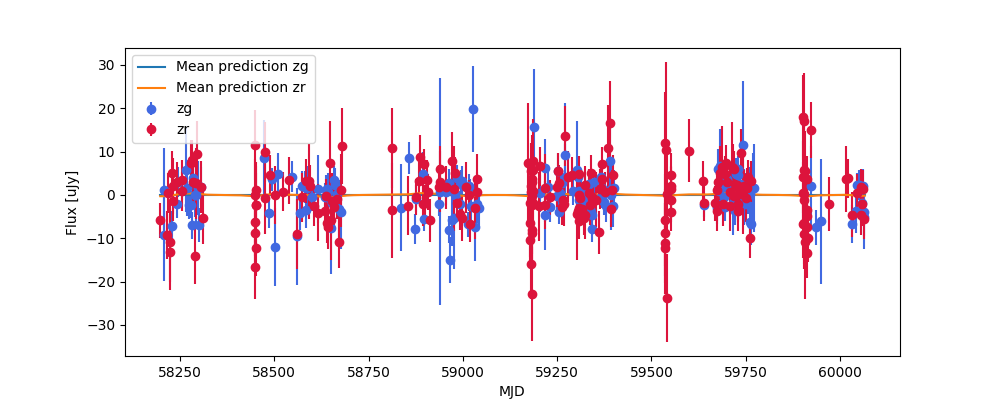 Mean prediction zg
Mean prediction zr
zg
zr
Flux [uJy]
30
20
10
0
−10
−20
−30
58250
58500
58750
59000
59250
59500
59750
60000
MJD